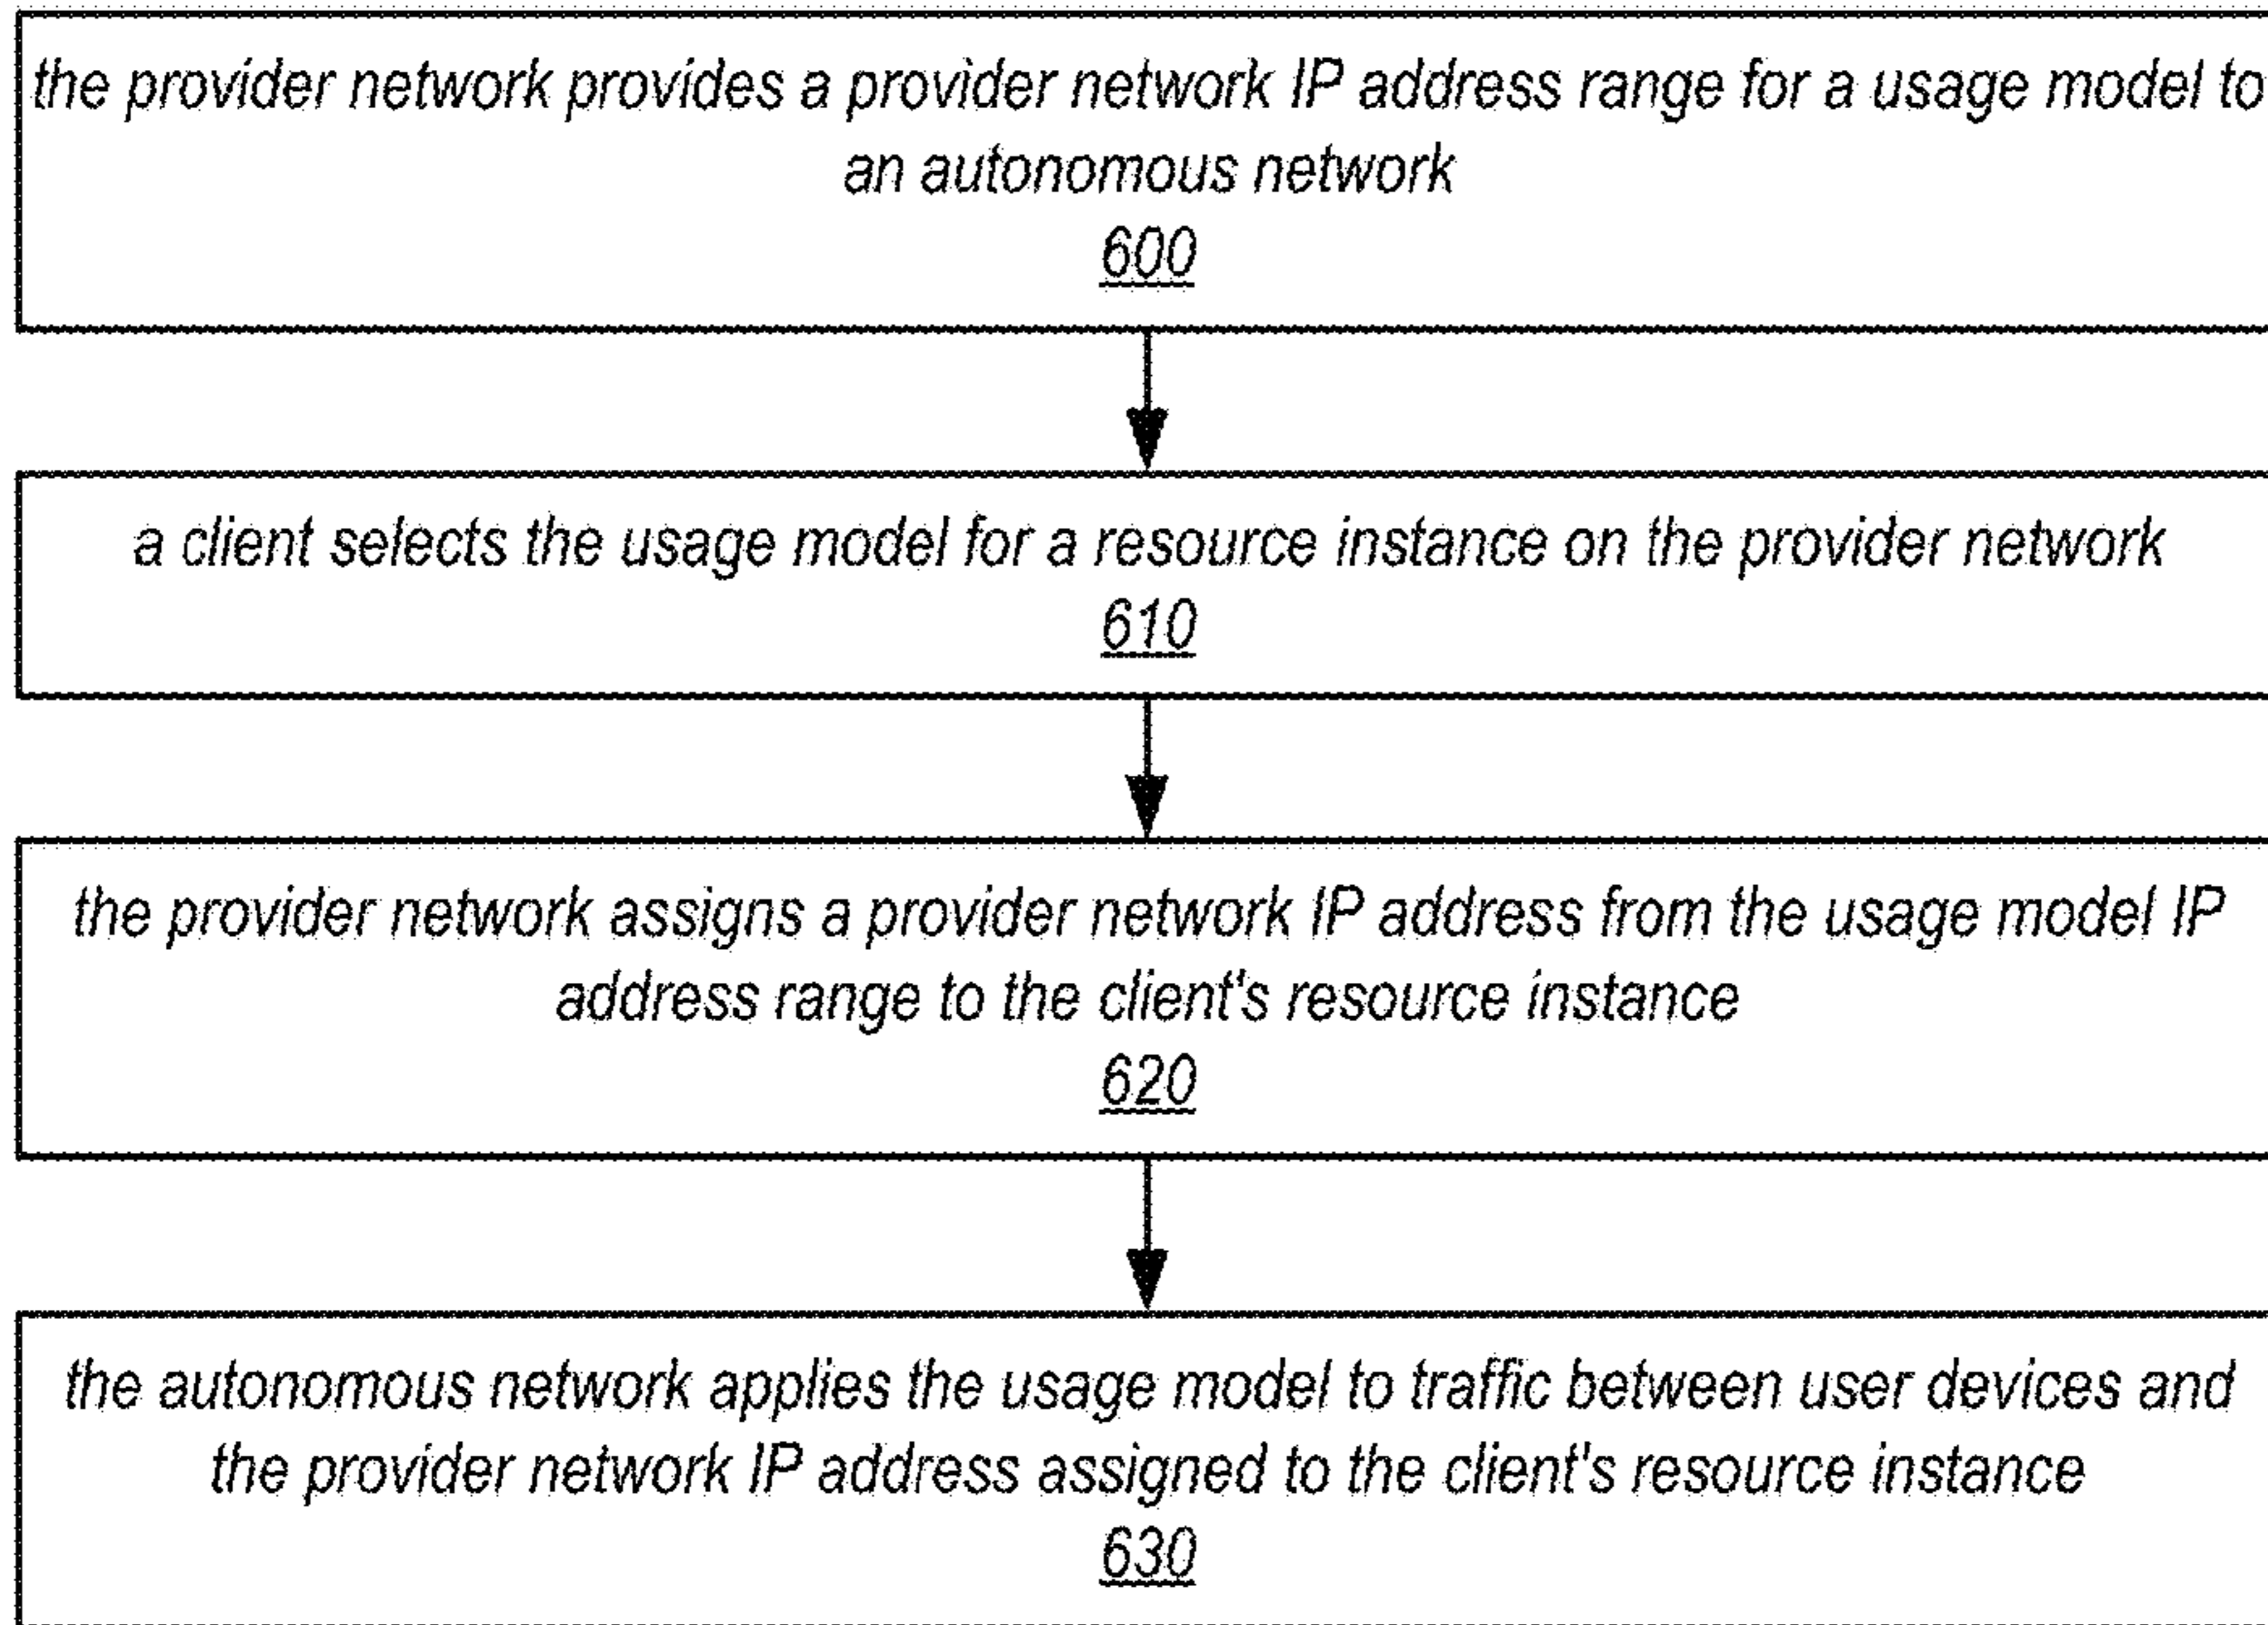 the provider network provides a provider network IP address range for a usage model to
an autonomous network
600
a client selects the usage model for a resource instance on the provider network
610
the provider network assigns a provider network IP address from the usage model IP
address range to the client's resource instance
620
the autonomous network applies the usage model to traffic between user devices and
the provider network IP address assigned to the client's resource instance
630